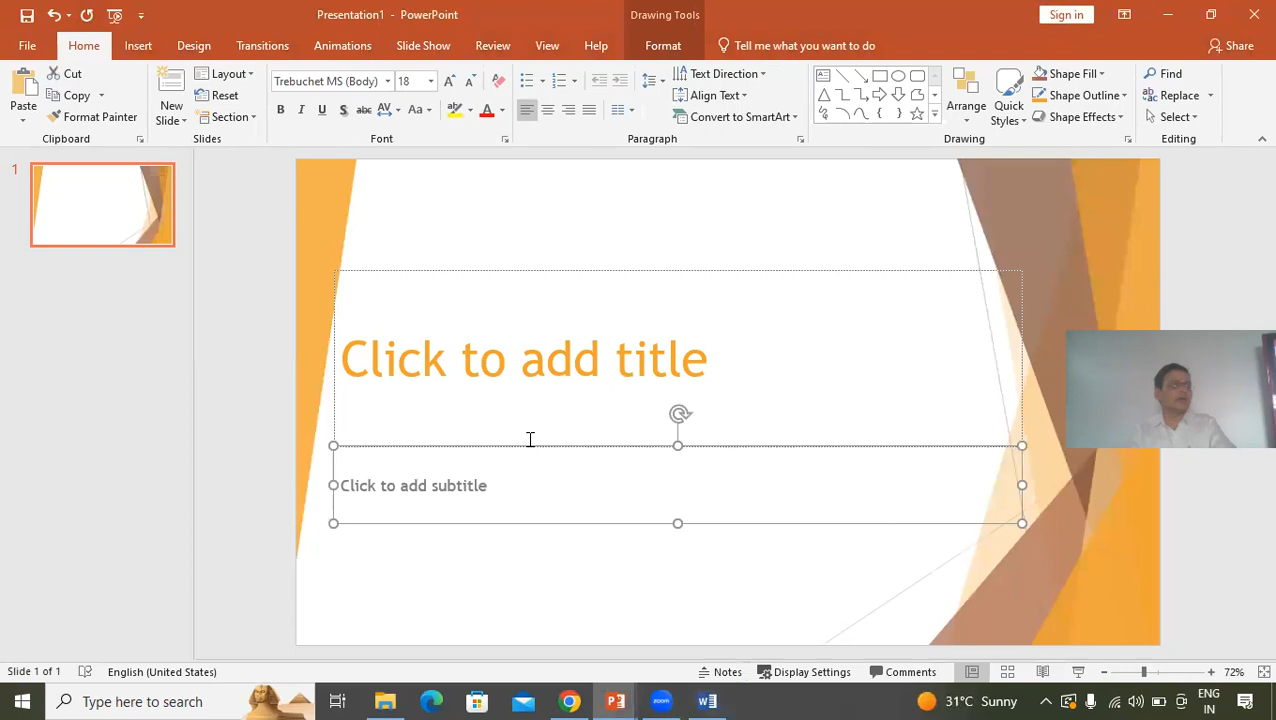 Presentation1 - PowerPoint
Drawing Tools
Sign in
File
Home
Insert
Design
Transitions
Animations
Slide Show
Review
View
Help
Format
Tell me what you want to do
Share
Paste
Cut
Copy
Format Painter
Clipboard
New
Slide
Layout
Reset
Section
Slides
Trebuchet MS (Body)
18
B I U S abc AV Aa
A
Font
Text Direction
Align Text
Convert to SmartArt
Paragraph
Arrange
Quick
Styles
Shape Fill
Shape Outline
Shape Effects
Drawing
Find
Replace
Select
Editing
1
Click to add title
Click to add subtitle
Slide 1 of 1
English (United States)
Notes
Display Settings
Comments
72%
Type here to search
zoom
31°C Sunny
ENG
IN